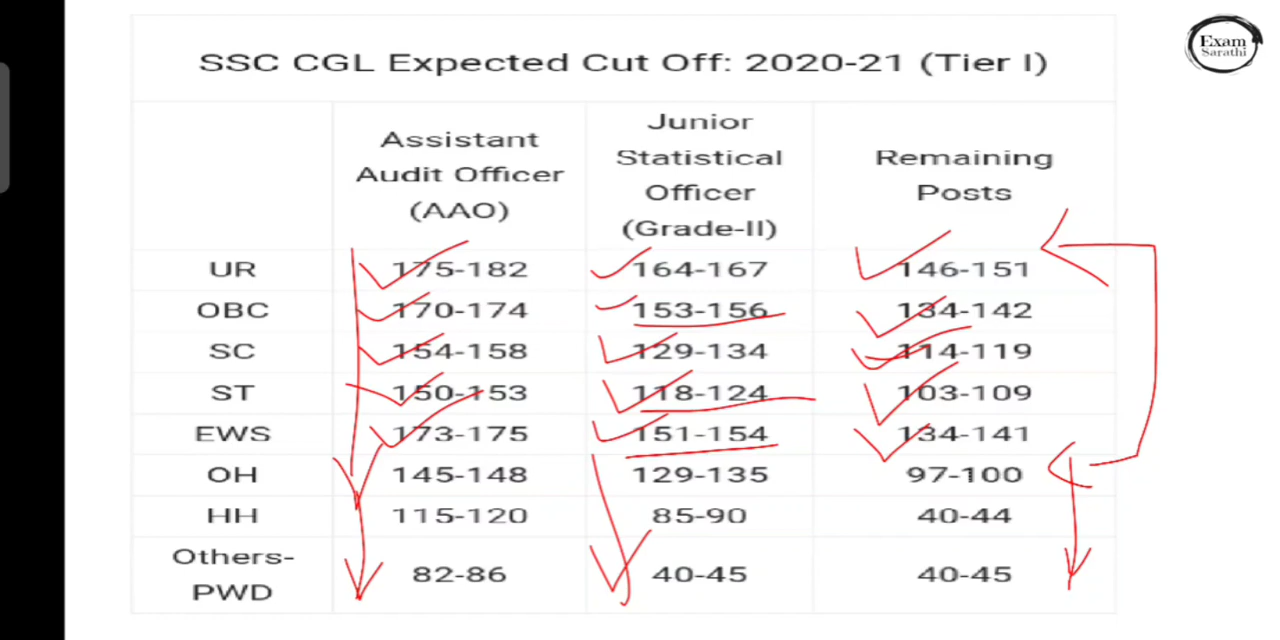 Exam
Sarathi
SSC CGL Expected Cut Off: 2020-21 (Tier I)
Assistant
Audit Officer
(AAO)
Junior
Statistical
Officer
(Grade-II)
Remaining
Posts
UR 175-182 164-167 146-151
OBC 170-174 153-156 134-142
SC 154-158 129-134 114-119
ST 150-153 118-124 103-109
EWS 173-175 151-154 134-141
OH 145-148 129-135 97-100
HH 115-120 85-90 40-44
Others-
PWD 82-86 40-45 40-45